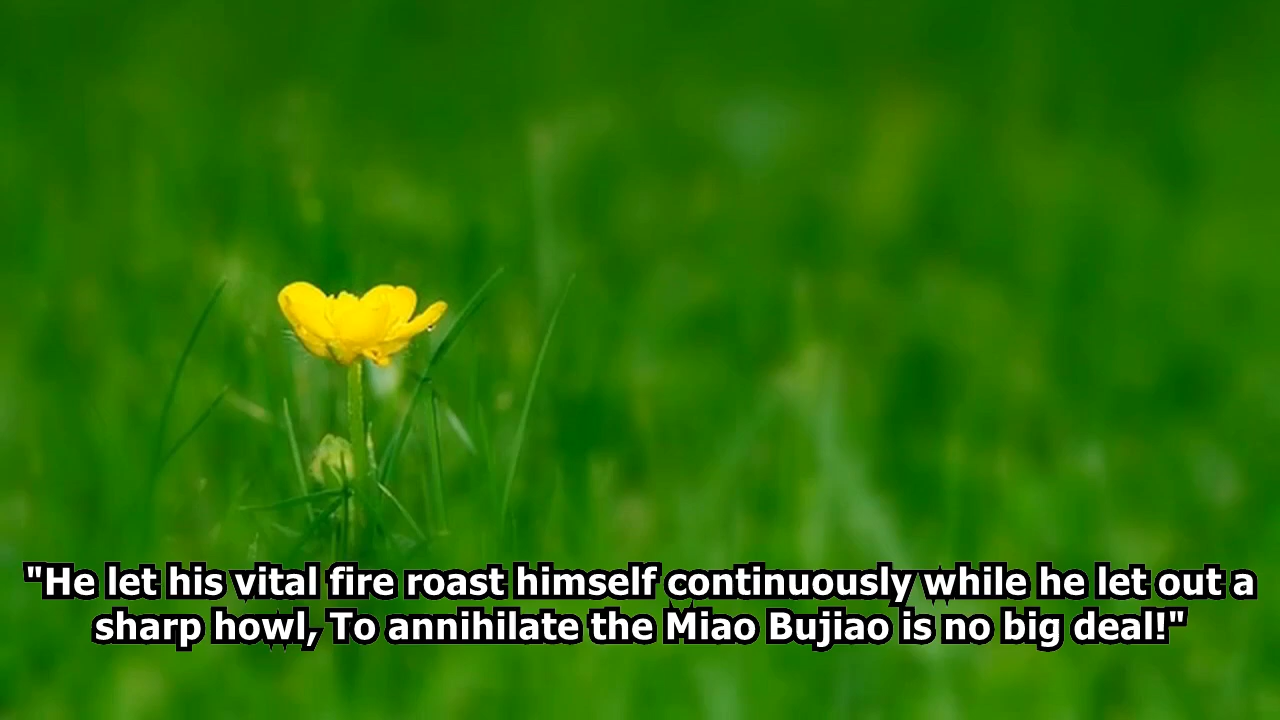 "He let his vital fire roast himself continuously while he let out a
sharp howl, To annihilate the Miao Bujiao is no big deal!"